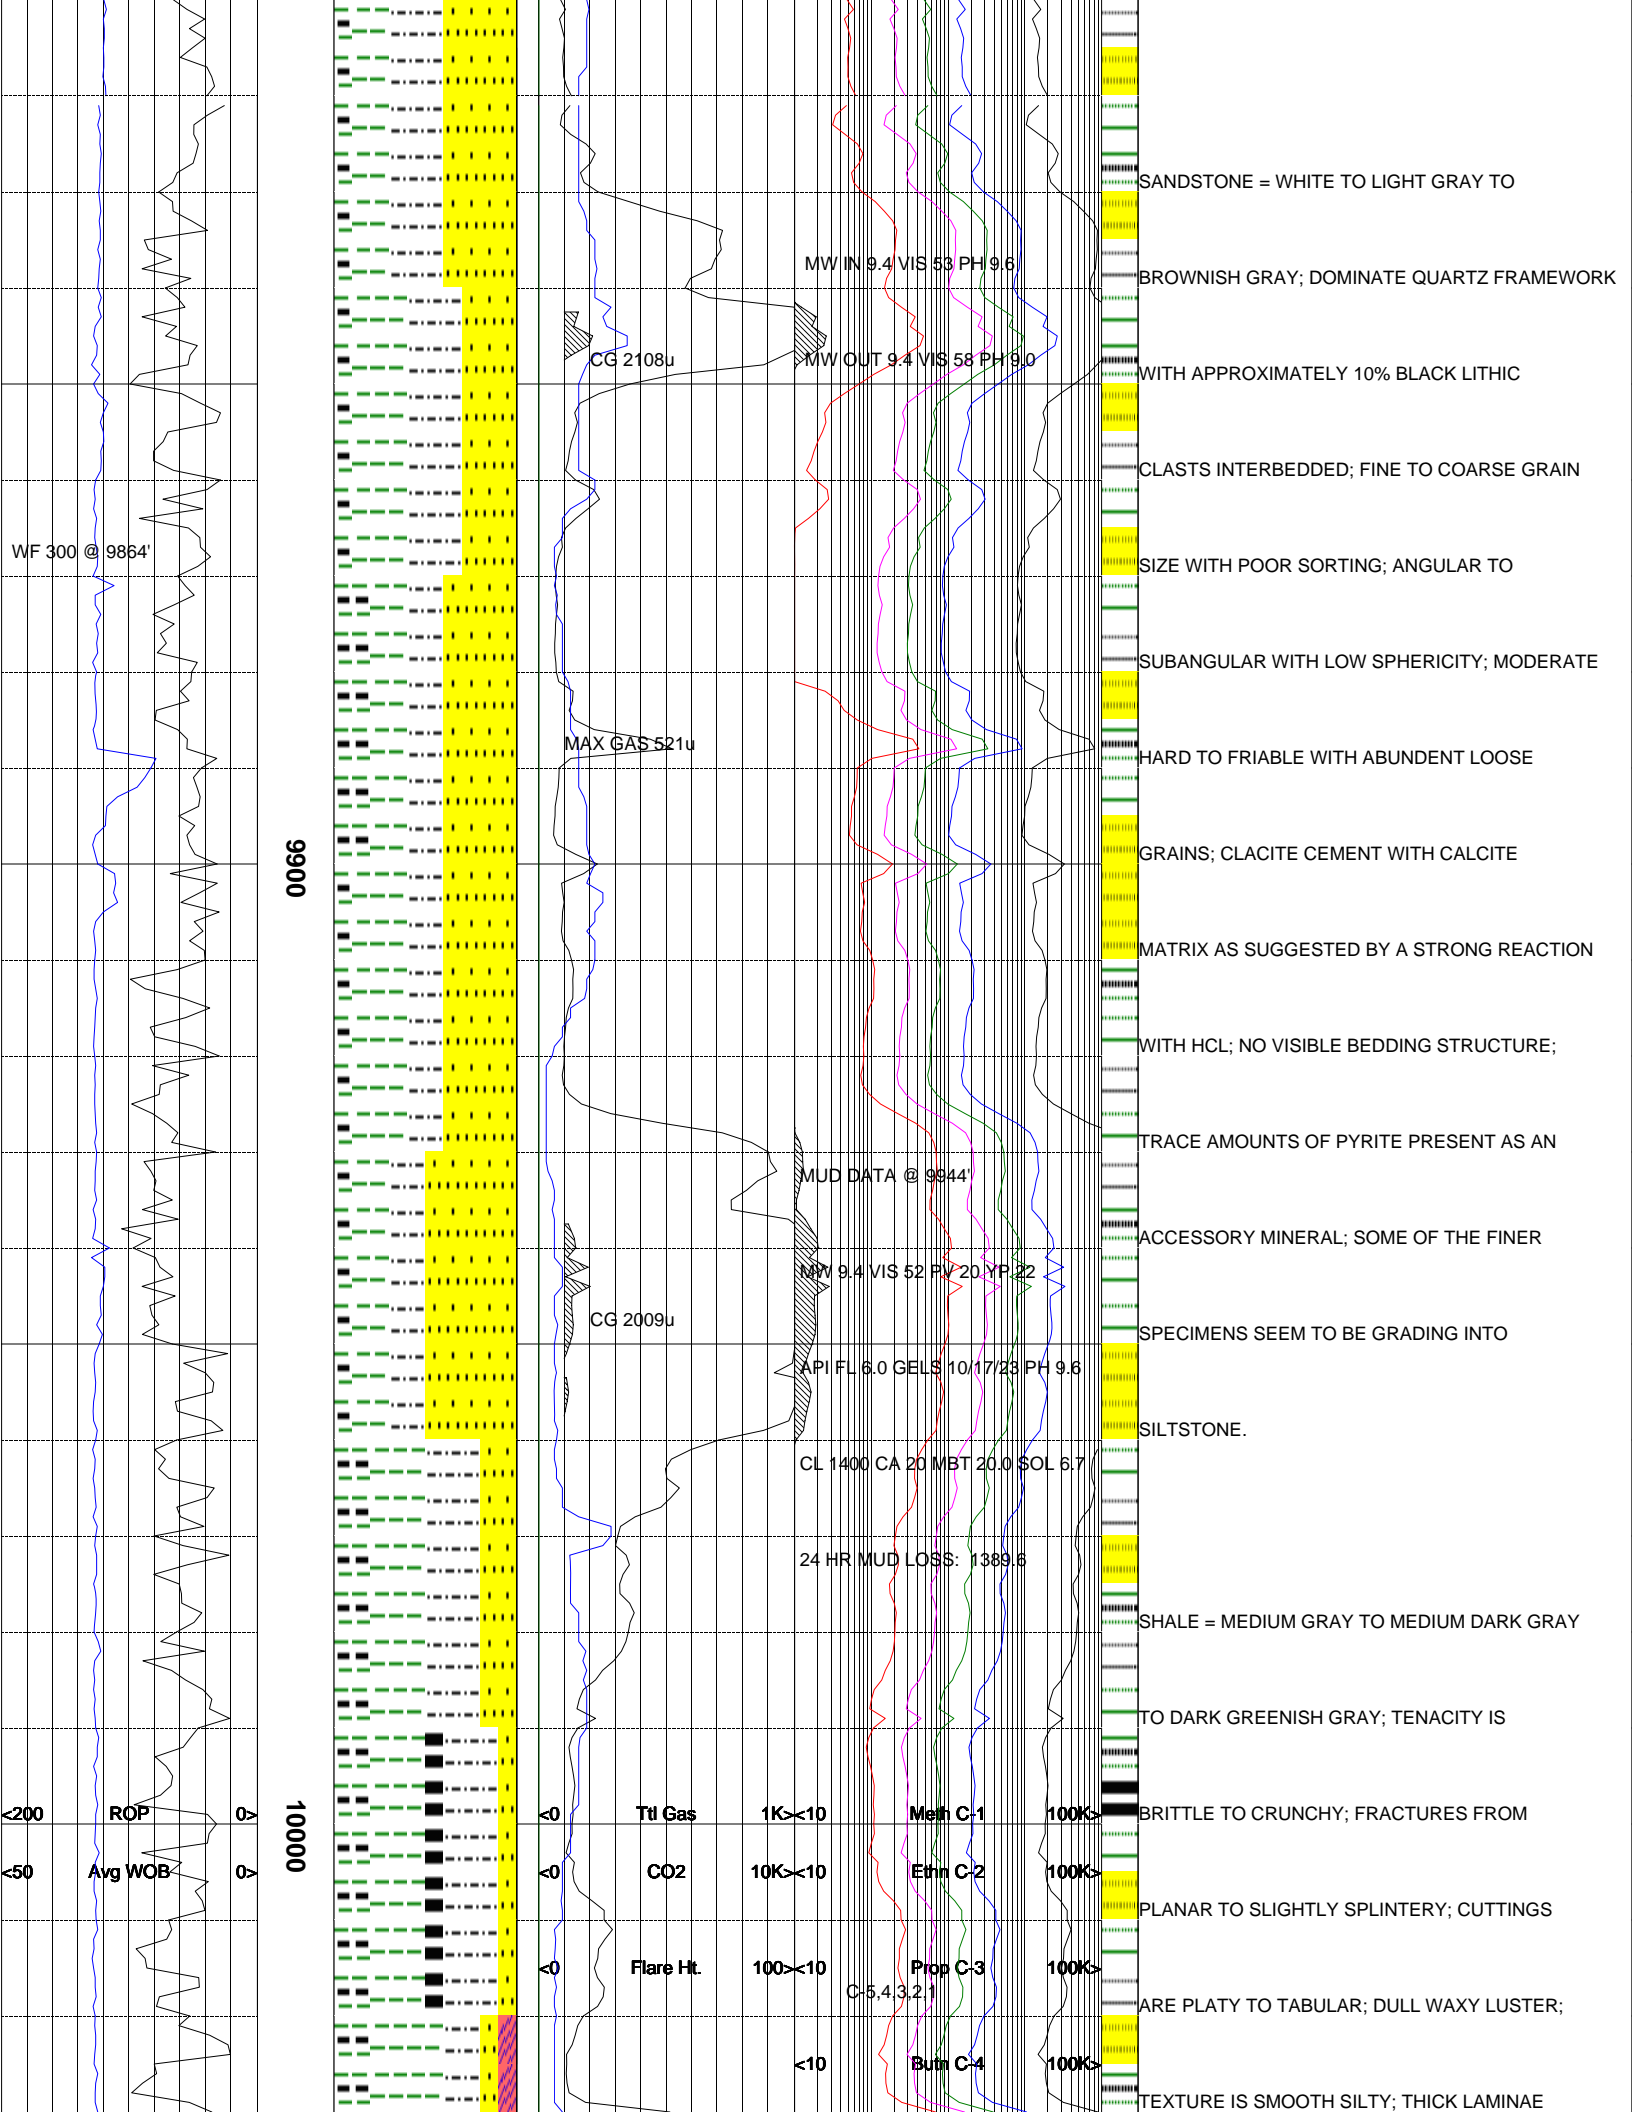 SANDSTONE = WHITE TO LIGHT GRAY TO
MW IN 9.4 VIS 53 PH 9.6
BROWNISH GRAY; DOMINATE QUARTZ FRAMEWORK
CG 2108u
MW OUT 9.4 VIS 58 PH 9.0
WITH APPROXIMATELY 10% BLACK LITHIC
CLASTS INTERBEDDED; FINE TO COARSE GRAIN
WF 300 @ 9864'
SIZE WITH POOR SORTING; ANGULAR TO
SUBANGULAR WITH LOW SPHERICITY; MODERATE
MAX GAS 521u
HARD TO FRIABLE WITH ABUNDENT LOOSE
9900
GRAINS; CLACITE CEMENT WITH CALCITE
MATRIX AS SUGGESTED BY A STRONG REACTION
WITH HCL; NO VISIBLE BEDDING STRUCTURE;
TRACE AMOUNTS OF PYRITE PRESENT AS AN
MUD DATA @ 9944'
ACCESSORY MINERAL; SOME OF THE FINER
MW 9.4 VIS 52 PV 20 YP 22
CG 2009u
SPECIMENS SEEM TO BE GRADING INTO
API FL 6.0 GELS 10/17/23 PH 9.6
SILTSTONE.
CL 1400 CA 20 MBT 20.0 SOL 6.7
24 HR MUD LOSS: 1389.6
SHALE = MEDIUM GRAY TO MEDIUM DARK GRAY
TO DARK GREENISH GRAY; TENACITY IS
<200 ROP 0>
10000
<0 Ttl Gas 1K>
<10 Meth C-1 100K>
BRITTLE TO CRUNCHY; FRACTURES FROM
<50 Avg WOB 0>
<0 CO2 10K>
<10 Ethn C-2 100K>
PLANAR TO SLIGHTLY SPLINTERY; CUTTINGS
<0 Flare Ht. 100>
<10 Prop C-3 100K>
C-5,4,3,2,1
ARE PLATY TO TABULAR; DULL WAXY LUSTER;
<10 Butn C-4 100K>
TEXTURE IS SMOOTH SILTY; THICK LAMINAE